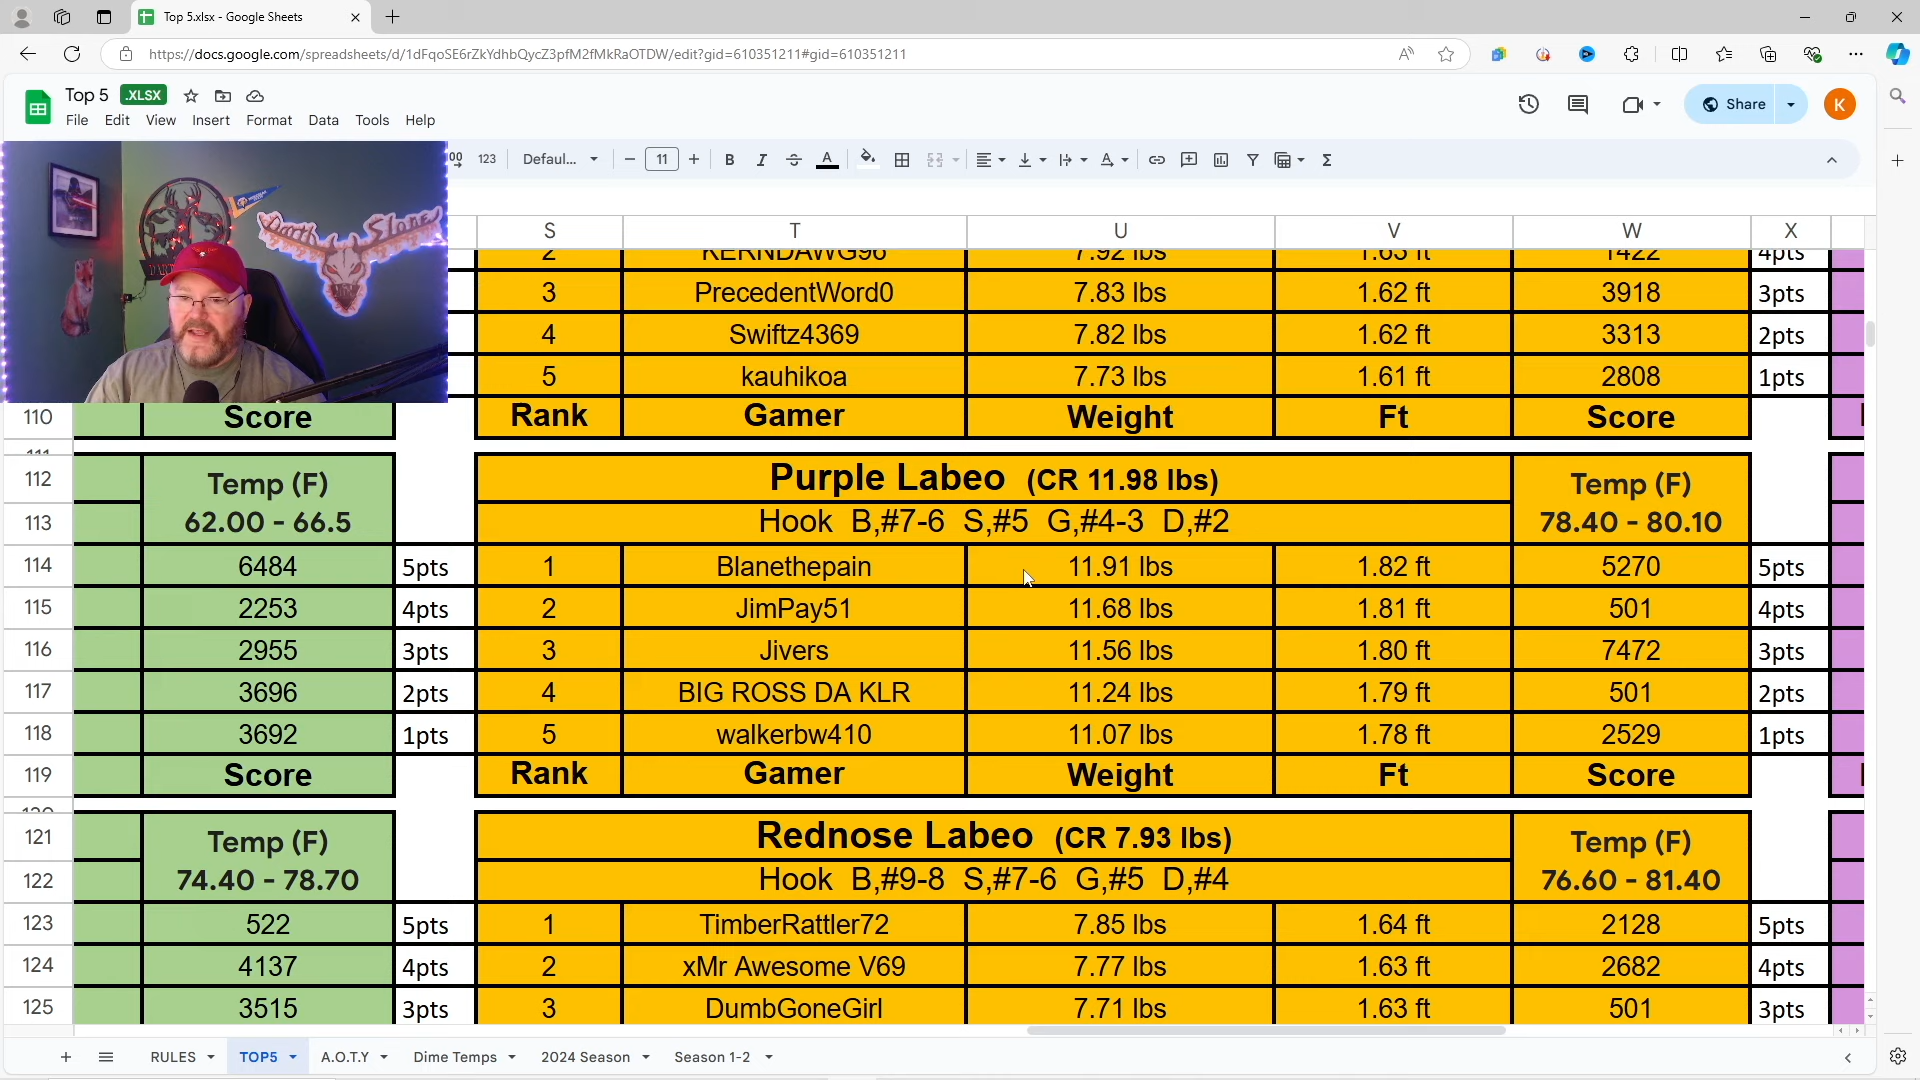 Top 5.xlsx - Google Sheets
https://docs.google.com/spreadsheets/d/1dFqoSE6rZkYdhbQycZ3pfM2fMkRaOTDW/edit?gid=610351211#gid=610351211
Top 5 .XLSX
Share
K
File Edit View Insert Format Data Tools Help
123 Defaul... 11
Darth Stoner
S T U V W X
2 KERNDAWG96 7.92 lbs 1.63 ft 1422 4pts
3 PrecedentWord0 7.83 lbs 1.62 ft 3918 3pts
4 Swiftz4369 7.82 lbs 1.62 ft 3313 2pts
5 kauhikoa 7.73 lbs 1.61 ft 2808 1pts
110 Score Rank Gamer Weight Ft Score
111
112 Temp (F) Purple Labeo (CR 11.98 lbs) Temp (F)
113 62.00 - 66.5 Hook B,#7-6 S,#5 G,#4-3 D,#2 78.40 - 80.10
114 6484 5pts 1 Blanethepain 11.91 lbs 1.82 ft 5270 5pts
115 2253 4pts 2 JimPay51 11.68 lbs 1.81 ft 501 4pts
116 2955 3pts 3 Jivers 11.56 lbs 1.80 ft 7472 3pts
117 3696 2pts 4 BIG ROSS DA KLR 11.24 lbs 1.79 ft 501 2pts
118 3692 1pts 5 walkerbw410 11.07 lbs 1.78 ft 2529 1pts
119 Score Rank Gamer Weight Ft Score
120
121 Temp (F) Rednose Labeo (CR 7.93 lbs) Temp (F)
122 74.40 - 78.70 Hook B,#9-8 S,#7-6 G,#5 D,#4 76.60 - 81.40
123 522 5pts 1 TimberRattler72 7.85 lbs 1.64 ft 2128 5pts
124 4137 4pts 2 xMr Awesome V69 7.77 lbs 1.63 ft 2682 4pts
125 3515 3pts 3 DumbGoneGirl 7.71 lbs 1.63 ft 501 3pts
RULES TOP5 A.O.T.Y Dime Temps 2024 Season Season 1-2